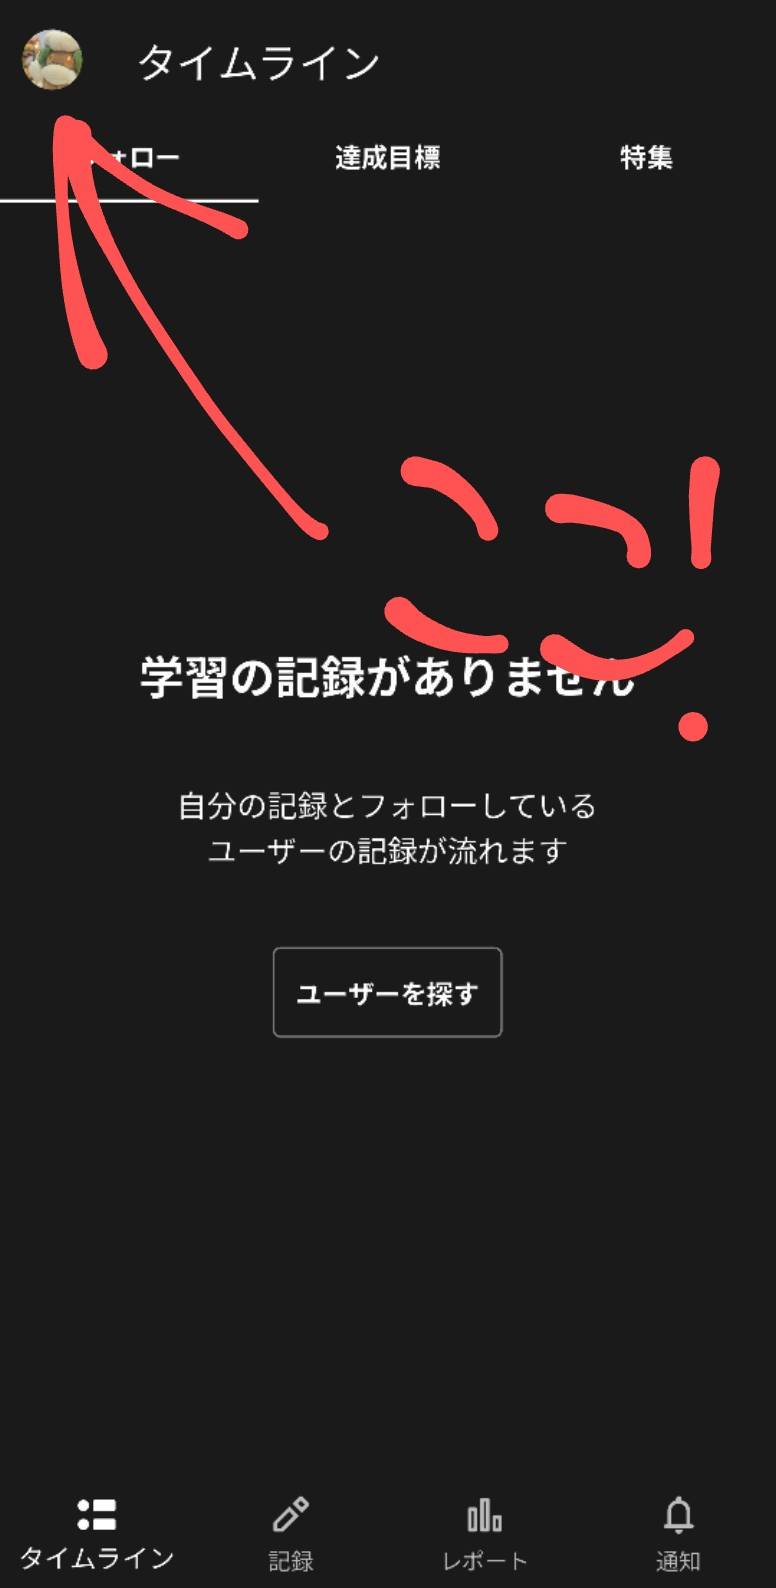 タイムライン
ォロー 達成目標 特集
ここ!
学習の記録がありません
自分の記録とフォローしている
ユーザーの記録が流れます
ユーザーを探す
タイムライン 記録 レポート 通知